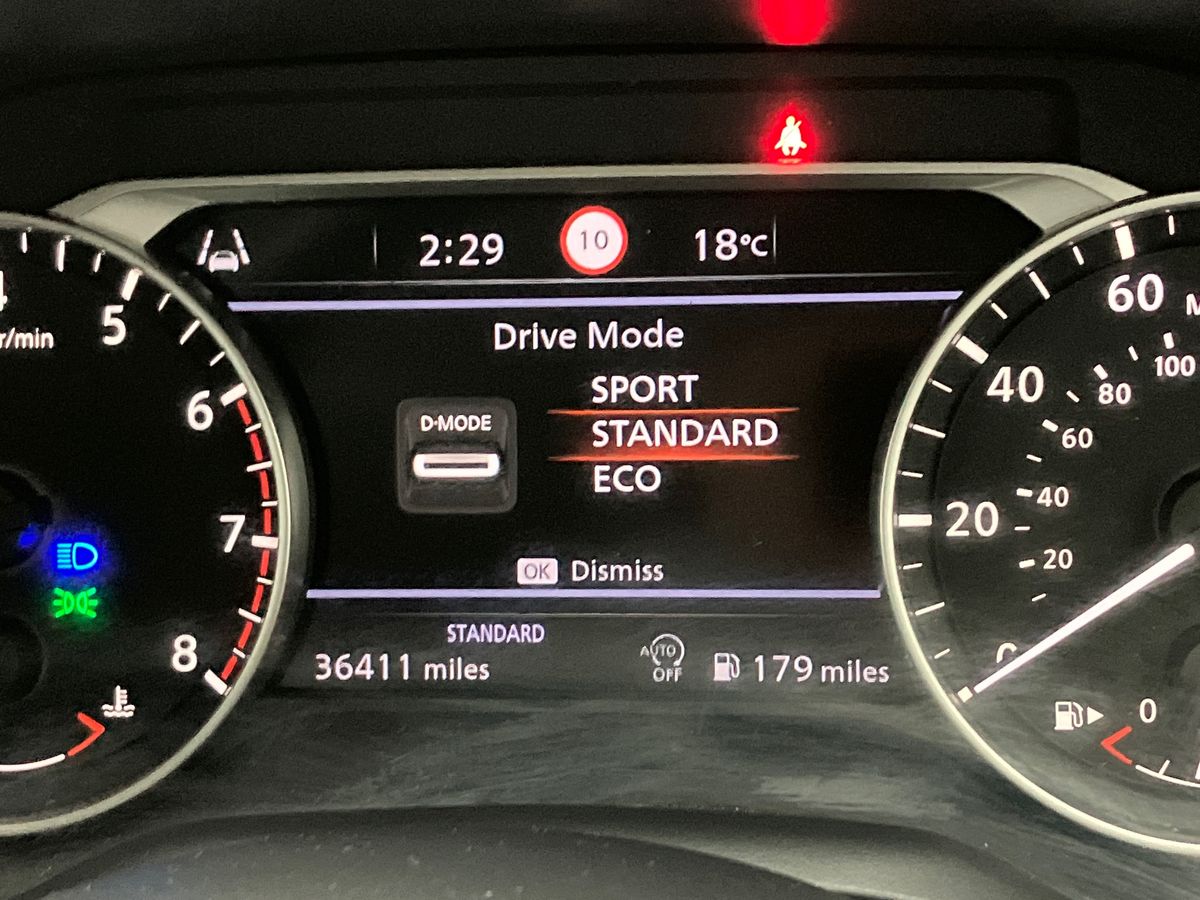 2:29
10
18°C
Drive Mode
SPORT
D-MODE
STANDARD
ECO
OK Dismiss
STANDARD
36411 miles
AUTO
OFF
179 miles
5
6
7
8
r/min
60
40
20
0
100
80
60
40
20
0